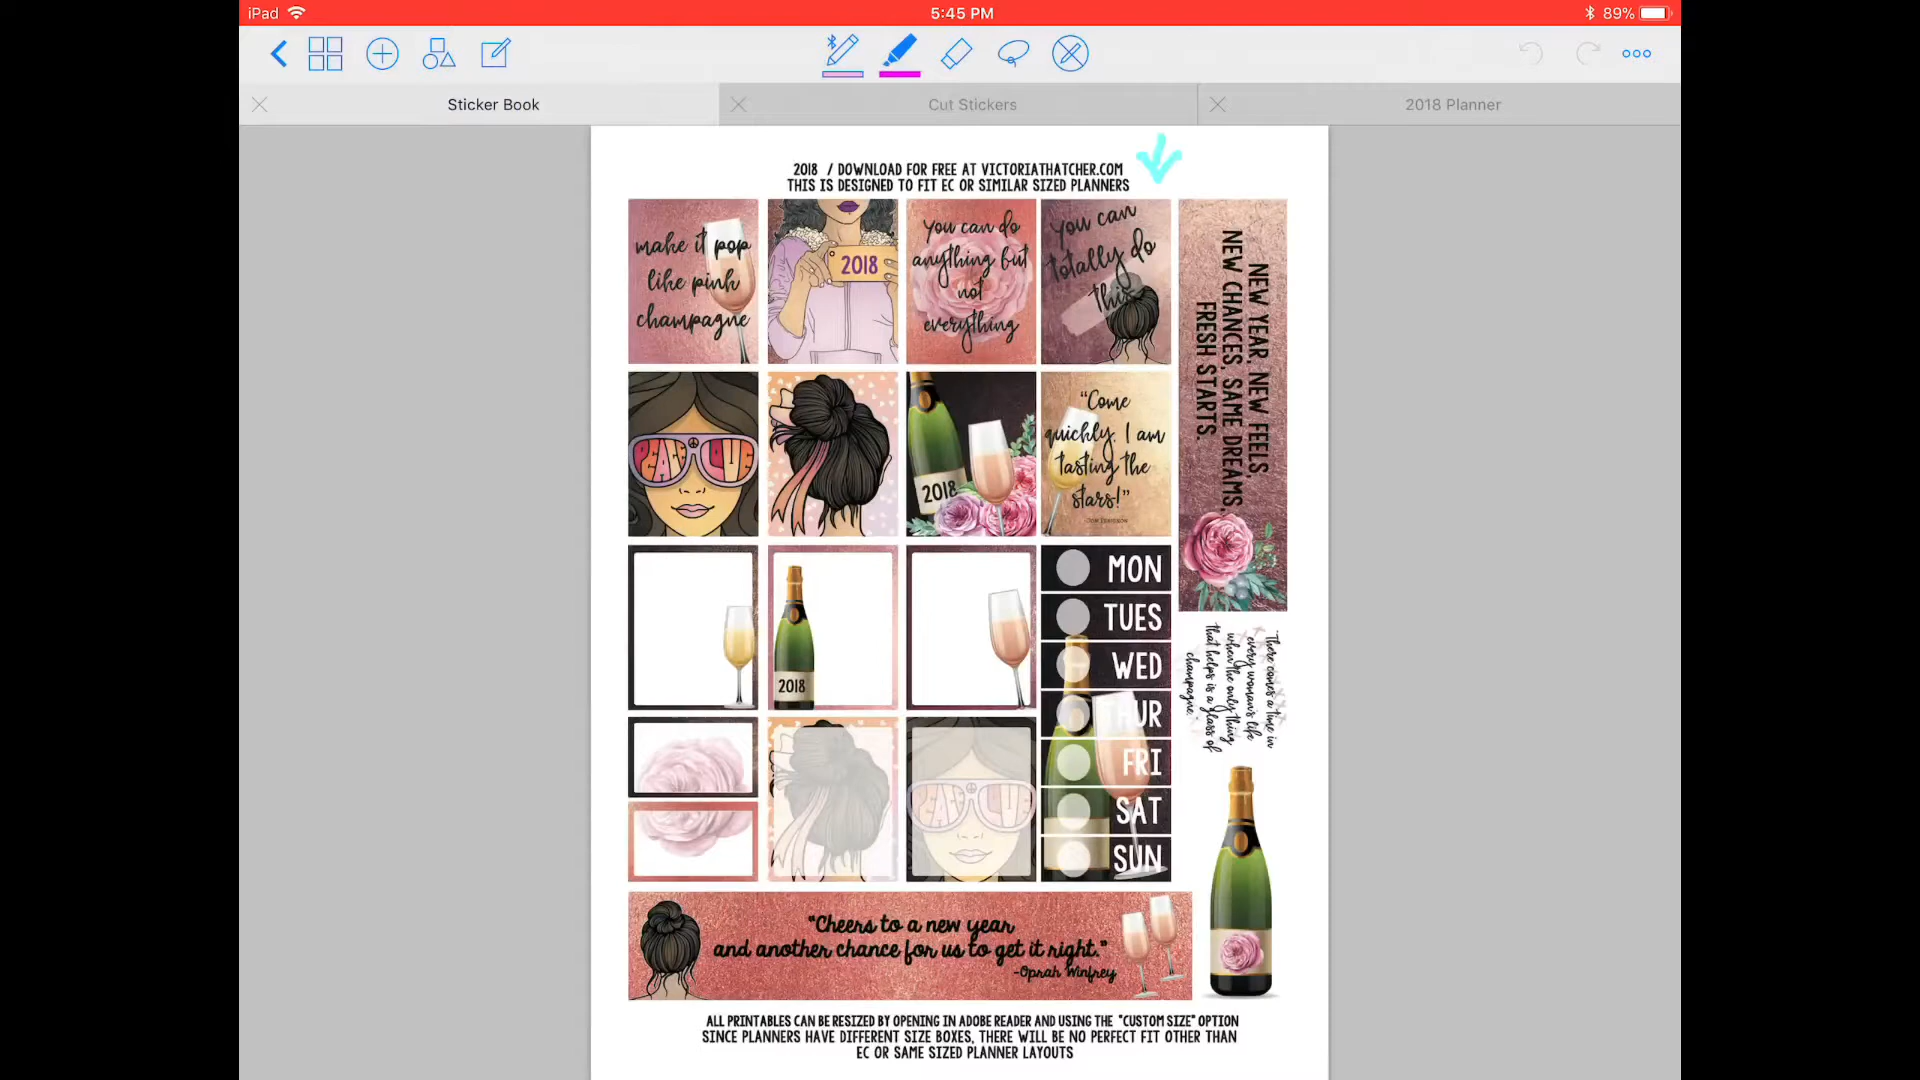 iPad
5:45 PM
89%
Sticker Book
Cut Stickers
2018 Planner
2018 / DOWNLOAD FOR FREE AT VICTORIATHATCHER.COM
THIS IS DESIGNED TO FIT EC OR SIMILAR SIZED PLANNERS
make it pop
like pink
champagne
2018
you can do
anything but
not
everything
you can
totally do
this
NEW YEAR, NEW FEELS,
NEW CHANCES, SAME DREAMS,
FRESH STARTS.
PEACE LOVE
2018
"Come
quickly. I am
tasting the
stars!"
2018
MON
TUES
WED
THUR
FRI
SAT
SUN
"There comes a time in
every woman's life
when the only thing
that helps is a glass of
champagne."
"Cheers to a new year
and another chance for us to get it right."
-Oprah Winfrey
ALL PRINTABLES CAN BE RESIZED BY OPENING IN ADOBE READER AND USING THE "CUSTOM SIZE" OPTION
SINCE PLANNERS HAVE DIFFERENT SIZE BOXES, THERE WILL BE NO PERFECT FIT OTHER THAN
EC OR SAME SIZED PLANNER LAYOUTS